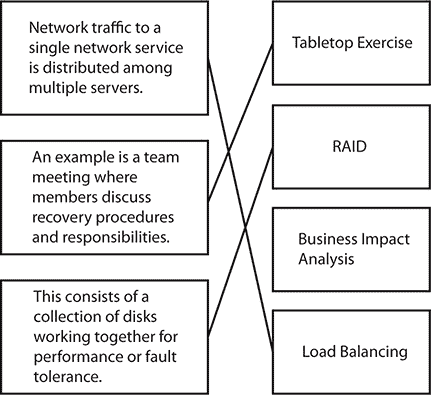 Network traffic to a
single network service
is distributed among
multiple servers.
An example is a team
meeting where
members discuss
recovery procedures
and responsibilities.
This consists of a
collection of disks
working together for
performance or fault
tolerance.
Tabletop Exercise
RAID
Business Impact
Analysis
Load Balancing